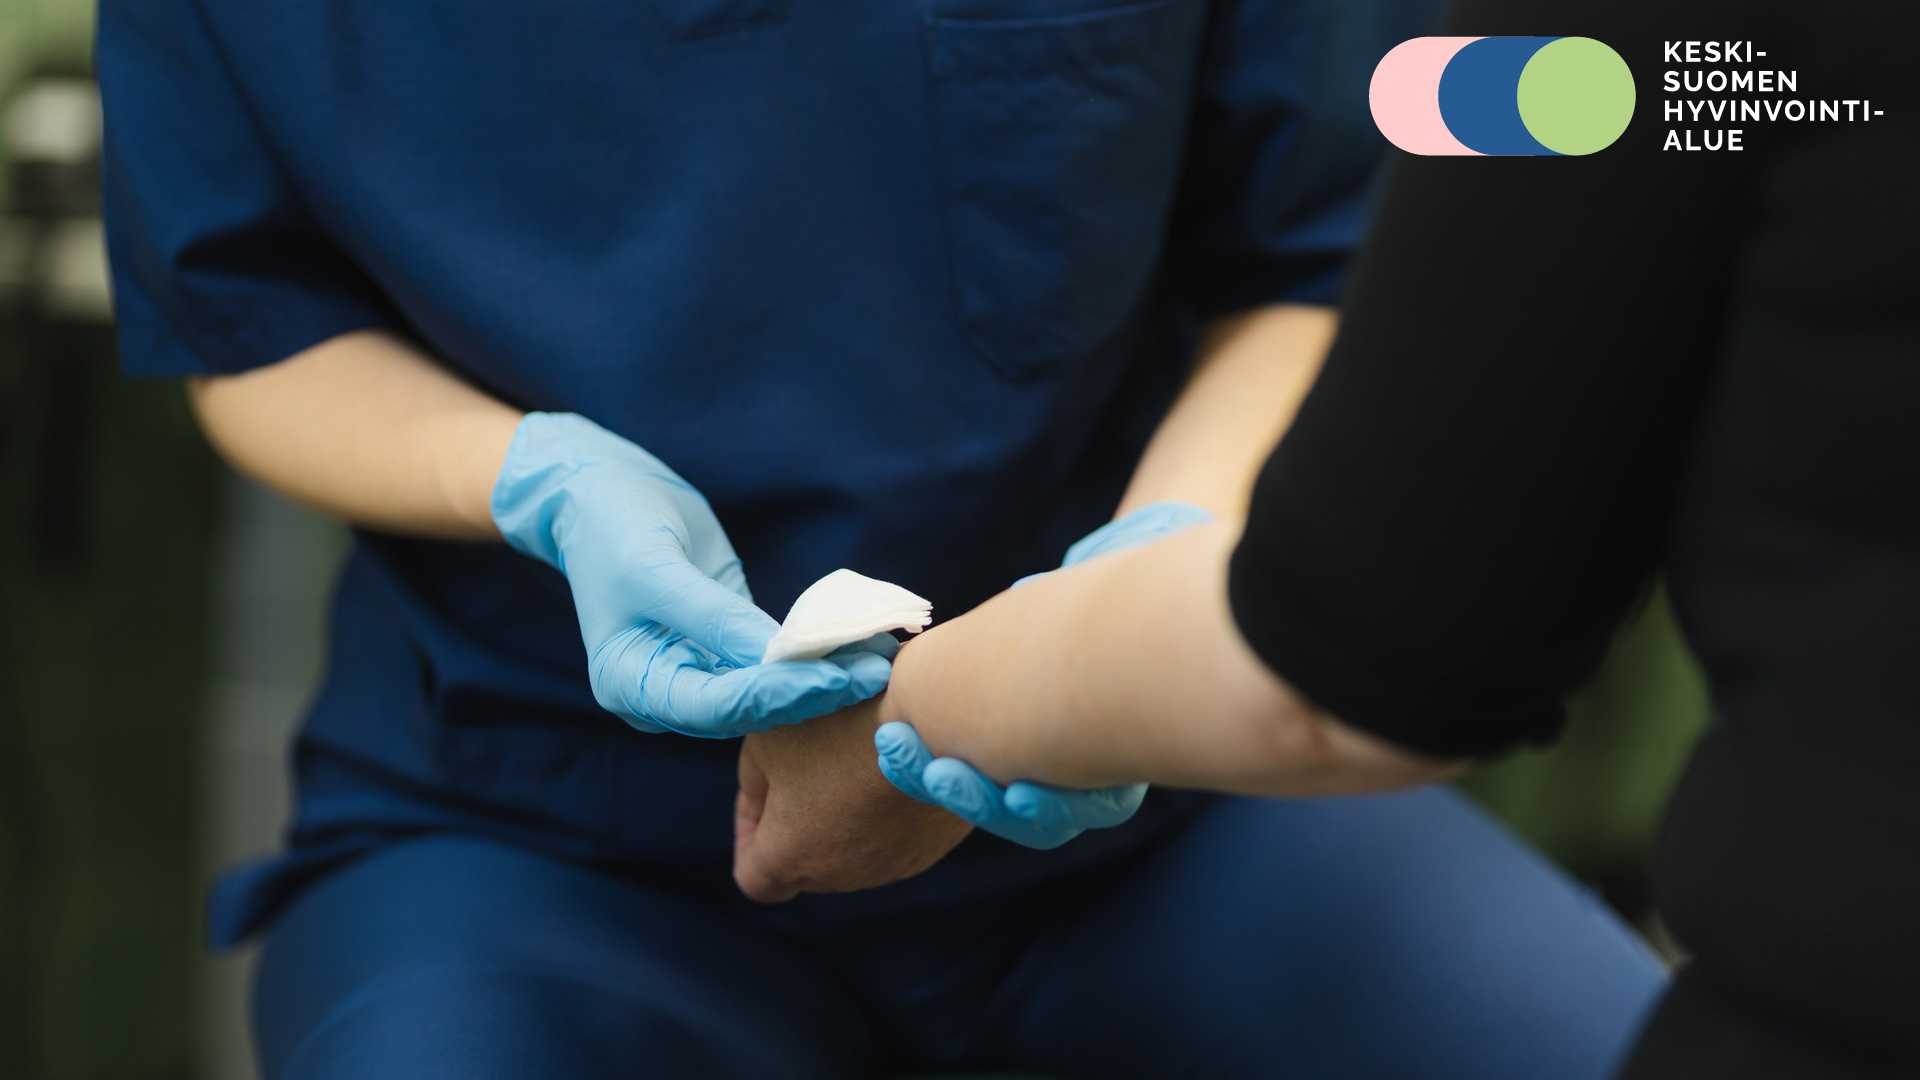 KESKI-
SUOMEN
HYVINVOINTI-
ALUE